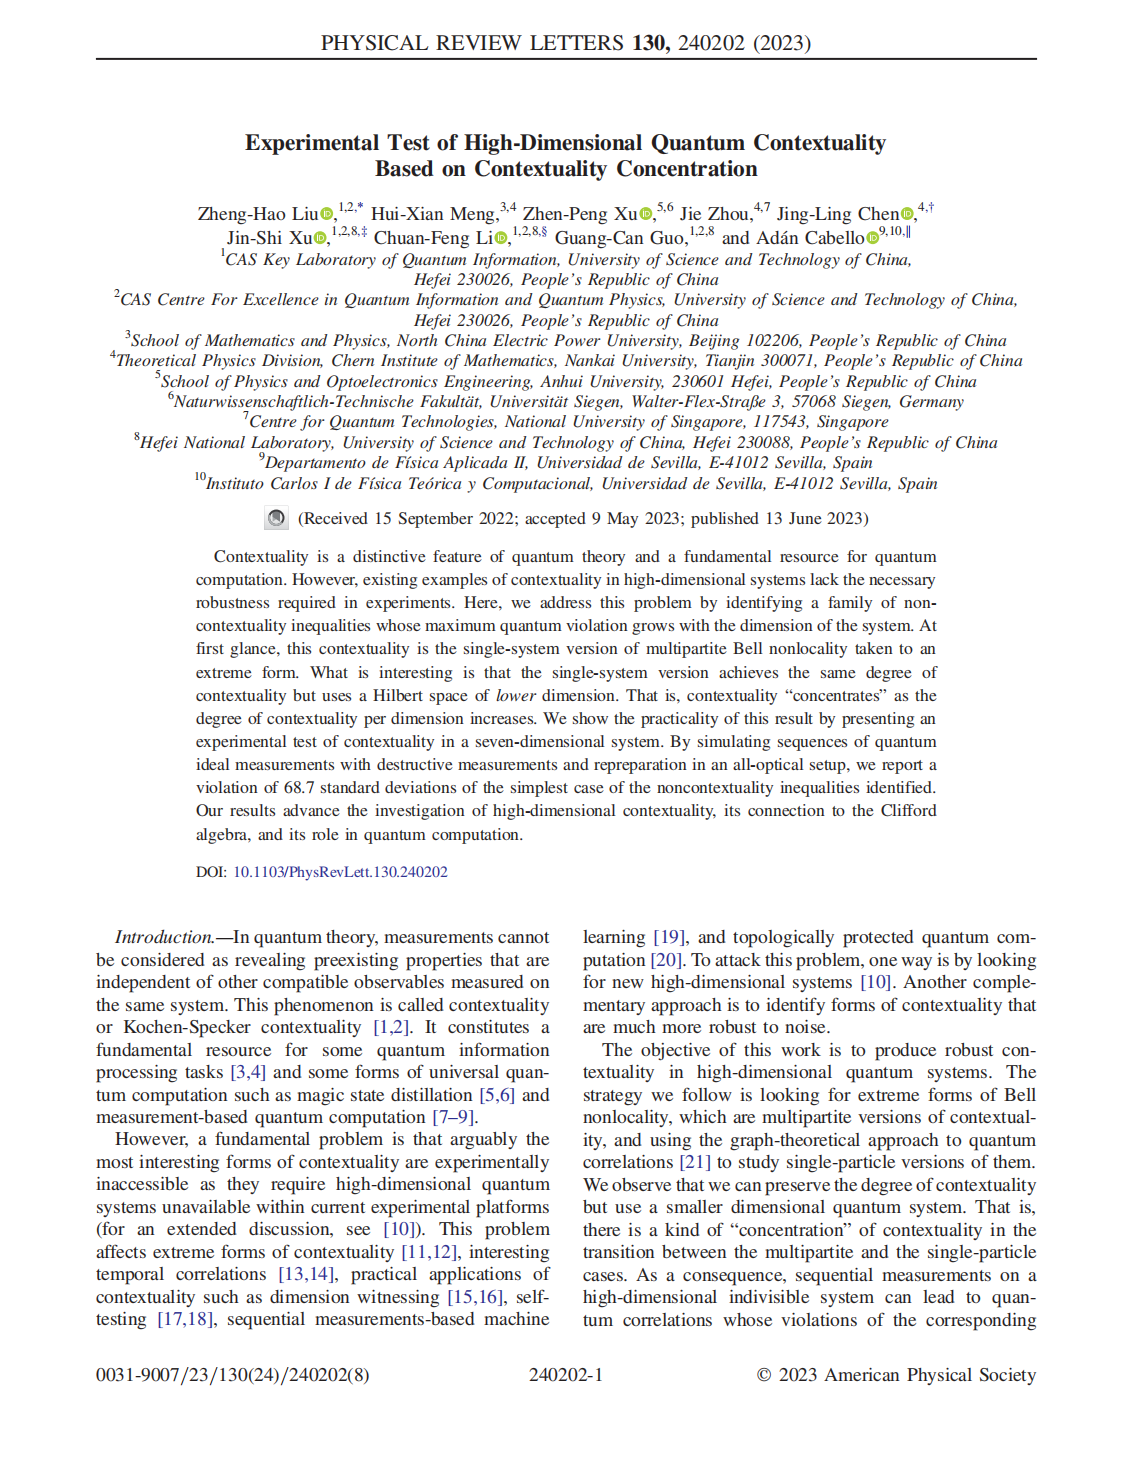 PHYSICAL REVIEW LETTERS 130, 240202 (2023)
Experimental Test of High-Dimensional Quantum Contextuality
Based on Contextuality Concentration
Zheng-Hao Liu,1,2,* Hui-Xian Meng,3,4 Zhen-Peng Xu,5,6 Jie Zhou,4,7 Jing-Ling Chen,4,†
Jin-Shi Xu,1,2,8,‡ Chuan-Feng Li,1,2,8,§ Guang-Can Guo,1,2,8 and Adán Cabello9,10,∥
1CAS Key Laboratory of Quantum Information, University of Science and Technology of China,
Hefei 230026, People's Republic of China
2CAS Centre For Excellence in Quantum Information and Quantum Physics, University of Science and Technology of China,
Hefei 230026, People's Republic of China
3School of Mathematics and Physics, North China Electric Power University, Beijing 102206, People's Republic of China
4Theoretical Physics Division, Chern Institute of Mathematics, Nankai University, Tianjin 300071, People's Republic of China
5School of Physics and Optoelectronics Engineering, Anhui University, 230601 Hefei, People's Republic of China
6Naturwissenschaftlich-Technische Fakultät, Universität Siegen, Walter-Flex-Straße 3, 57068 Siegen, Germany
7Centre for Quantum Technologies, National University of Singapore, 117543, Singapore
8Hefei National Laboratory, University of Science and Technology of China, Hefei 230088, People's Republic of China
9Departamento de Física Aplicada II, Universidad de Sevilla, E-41012 Sevilla, Spain
10Instituto Carlos I de Física Teórica y Computacional, Universidad de Sevilla, E-41012 Sevilla, Spain
(Received 15 September 2022; accepted 9 May 2023; published 13 June 2023)
Contextuality is a distinctive feature of quantum theory and a fundamental resource for quantum
computation. However, existing examples of contextuality in high-dimensional systems lack the necessary
robustness required in experiments. Here, we address this problem by identifying a family of non-
contextuality inequalities whose maximum quantum violation grows with the dimension of the system. At
first glance, this contextuality is the single-system version of multipartite Bell nonlocality taken to an
extreme form. What is interesting is that the single-system version achieves the same degree of
contextuality but uses a Hilbert space of lower dimension. That is, contextuality “concentrates” as the
degree of contextuality per dimension increases. We show the practicality of this result by presenting an
experimental test of contextuality in a seven-dimensional system. By simulating sequences of quantum
ideal measurements with destructive measurements and repreparation in an all-optical setup, we report a
violation of 68.7 standard deviations of the simplest case of the noncontextuality inequalities identified.
Our results advance the investigation of high-dimensional contextuality, its connection to the Clifford
algebra, and its role in quantum computation.
DOI: 10.1103/PhysRevLett.130.240202
Introduction.—In quantum theory, measurements cannot
be considered as revealing preexisting properties that are
independent of other compatible observables measured on
the same system. This phenomenon is called contextuality
or Kochen-Specker contextuality [1,2]. It constitutes a
fundamental resource for some quantum information
processing tasks [3,4] and some forms of universal quan-
tum computation such as magic state distillation [5,6] and
measurement-based quantum computation [7–9].
However, a fundamental problem is that arguably the
most interesting forms of contextuality are experimentally
inaccessible as they require high-dimensional quantum
systems unavailable within current experimental platforms
(for an extended discussion, see [10]). This problem
affects extreme forms of contextuality [11,12], interesting
temporal correlations [13,14], practical applications of
contextuality such as dimension witnessing [15,16], self-
testing [17,18], sequential measurements-based machine
learning [19], and topologically protected quantum com-
putation [20]. To attack this problem, one way is by looking
for new high-dimensional systems [10]. Another comple-
mentary approach is to identify forms of contextuality that
are much more robust to noise.
The objective of this work is to produce robust con-
textuality in high-dimensional quantum systems. The
strategy we follow is looking for extreme forms of Bell
nonlocality, which are multipartite versions of contextual-
ity, and using the graph-theoretical approach to quantum
correlations [21] to study single-particle versions of them.
We observe that we can preserve the degree of contextuality
but use a smaller dimensional quantum system. That is,
there is a kind of “concentration” of contextuality in the
transition between the multipartite and the single-particle
cases. As a consequence, sequential measurements on a
high-dimensional indivisible system can lead to quan-
tum correlations whose violations of the corresponding
0031-9007/23/130(24)/240202(8)
240202-1
© 2023 American Physical Society